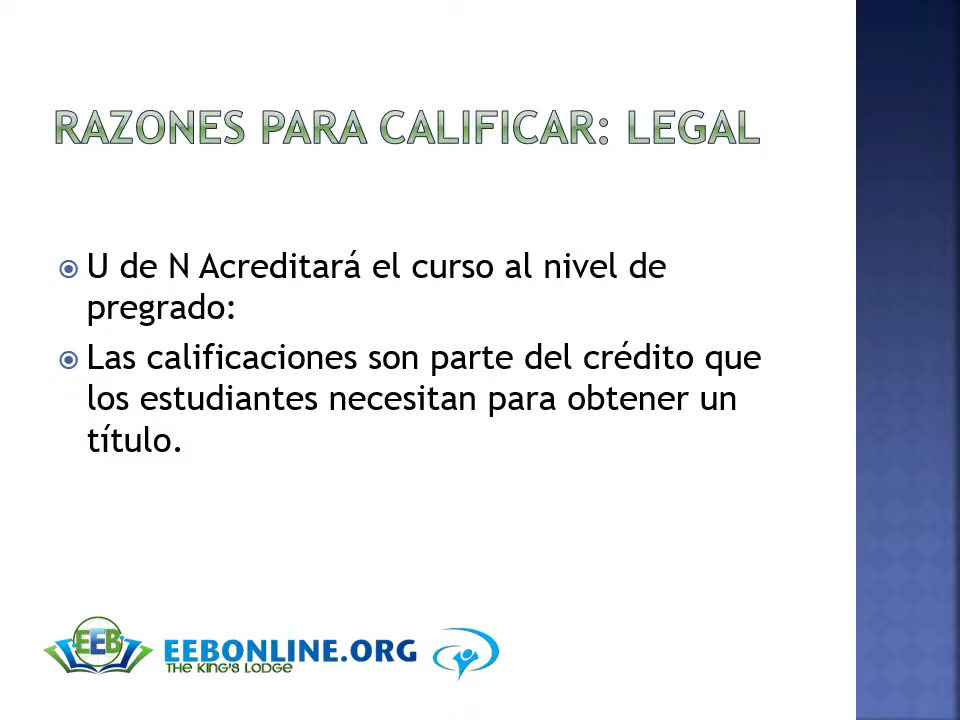 RAZONES PARA CALIFICAR: LEGAL
U de N Acreditará el curso al nivel de
pregrado:
Las calificaciones son parte del crédito que
los estudiantes necesitan para obtener un
título.
EEB
EEBONLINE.ORG
THE KING'S LODGE